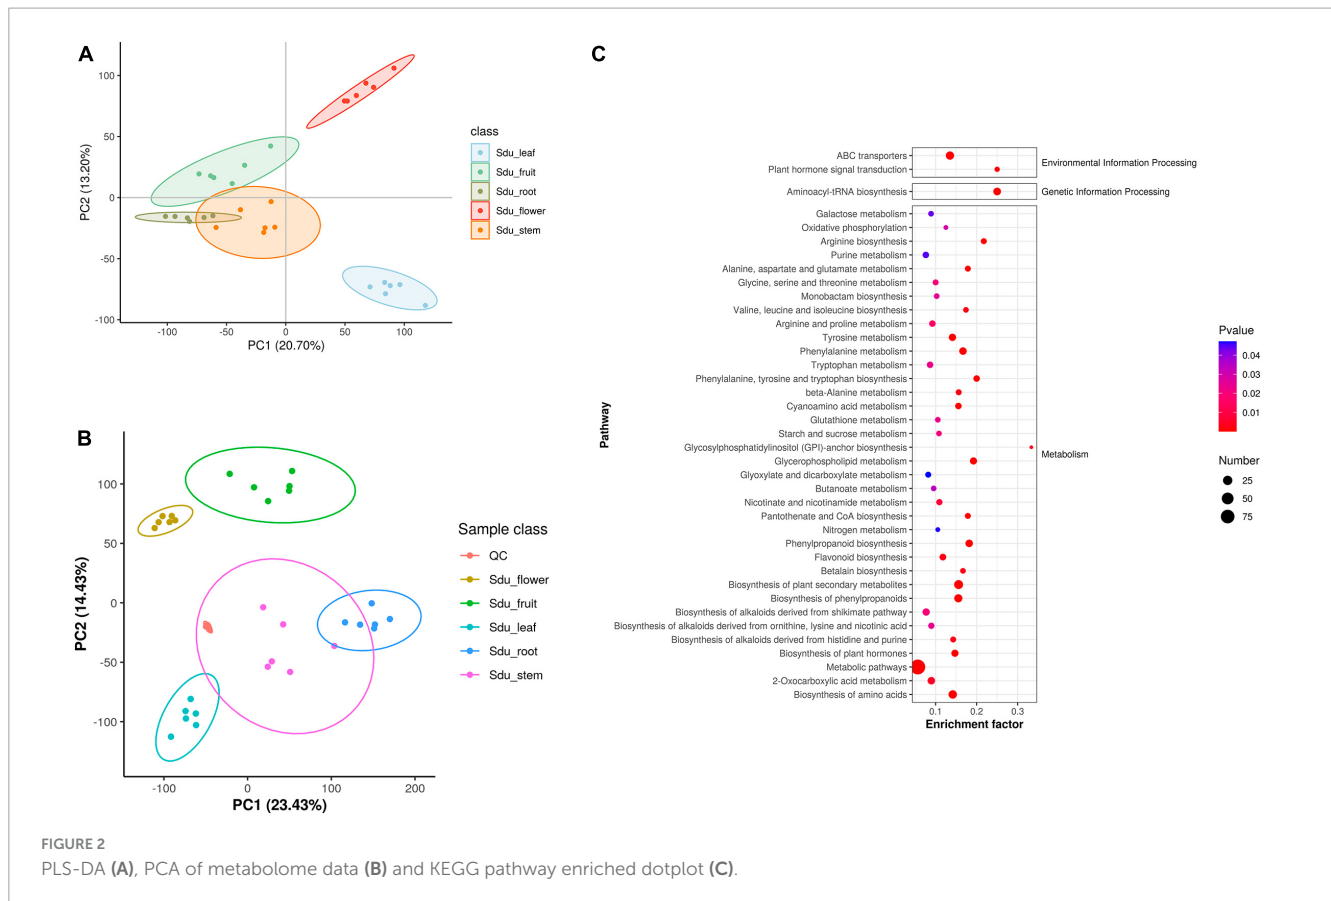 A
100
50
0
-50
-100
PC2 (13.20%)
-100
-50
0
50
100
PC1 (20.70%)
class
Sdu_leaf
Sdu_fruit
Sdu_root
Sdu_flower
Sdu_stem
B
100
50
0
-50
-100
PC2 (14.43%)
-100
0
100
200
PC1 (23.43%)
Sample class
QC
Sdu_flower
Sdu_fruit
Sdu_leaf
Sdu_root
Sdu_stem
C
Pathway
ABC transporters
Plant hormone signal transduction
Environmental Information Processing
Aminoacyl-tRNA biosynthesis
Genetic Information Processing
Galactose metabolism
Oxidative phosphorylation
Arginine biosynthesis
Purine metabolism
Alanine, aspartate and glutamate metabolism
Glycine, serine and threonine metabolism
Monobactam biosynthesis
Valine, leucine and isoleucine biosynthesis
Arginine and proline metabolism
Tyrosine metabolism
Phenylalanine metabolism
Tryptophan metabolism
Phenylalanine, tyrosine and tryptophan biosynthesis
beta-Alanine metabolism
Cyanoamino acid metabolism
Glutathione metabolism
Starch and sucrose metabolism
Glycosylphosphatidylinositol (GPI)-anchor biosynthesis
Metabolism
Glycerophospholipid metabolism
Glyoxylate and dicarboxylate metabolism
Butanoate metabolism
Nicotinate and nicotinamide metabolism
Pantothenate and CoA biosynthesis
Nitrogen metabolism
Phenylpropanoid biosynthesis
Flavonoid biosynthesis
Betalain biosynthesis
Biosynthesis of plant secondary metabolites
Biosynthesis of phenylpropanoids
Biosynthesis of alkaloids derived from shikimate pathway
Biosynthesis of alkaloids derived from ornithine, lysine and nicotinic acid
Biosynthesis of alkaloids derived from histidine and purine
Biosynthesis of plant hormones
Metabolic pathways
2-Oxocarboxylic acid metabolism
Biosynthesis of amino acids
0.1
0.2
0.3
Enrichment factor
Pvalue
0.04
0.03
0.02
0.01
Number
25
50
75
FIGURE 2
PLS-DA (A), PCA of metabolome data (B) and KEGG pathway enriched dotplot (C).